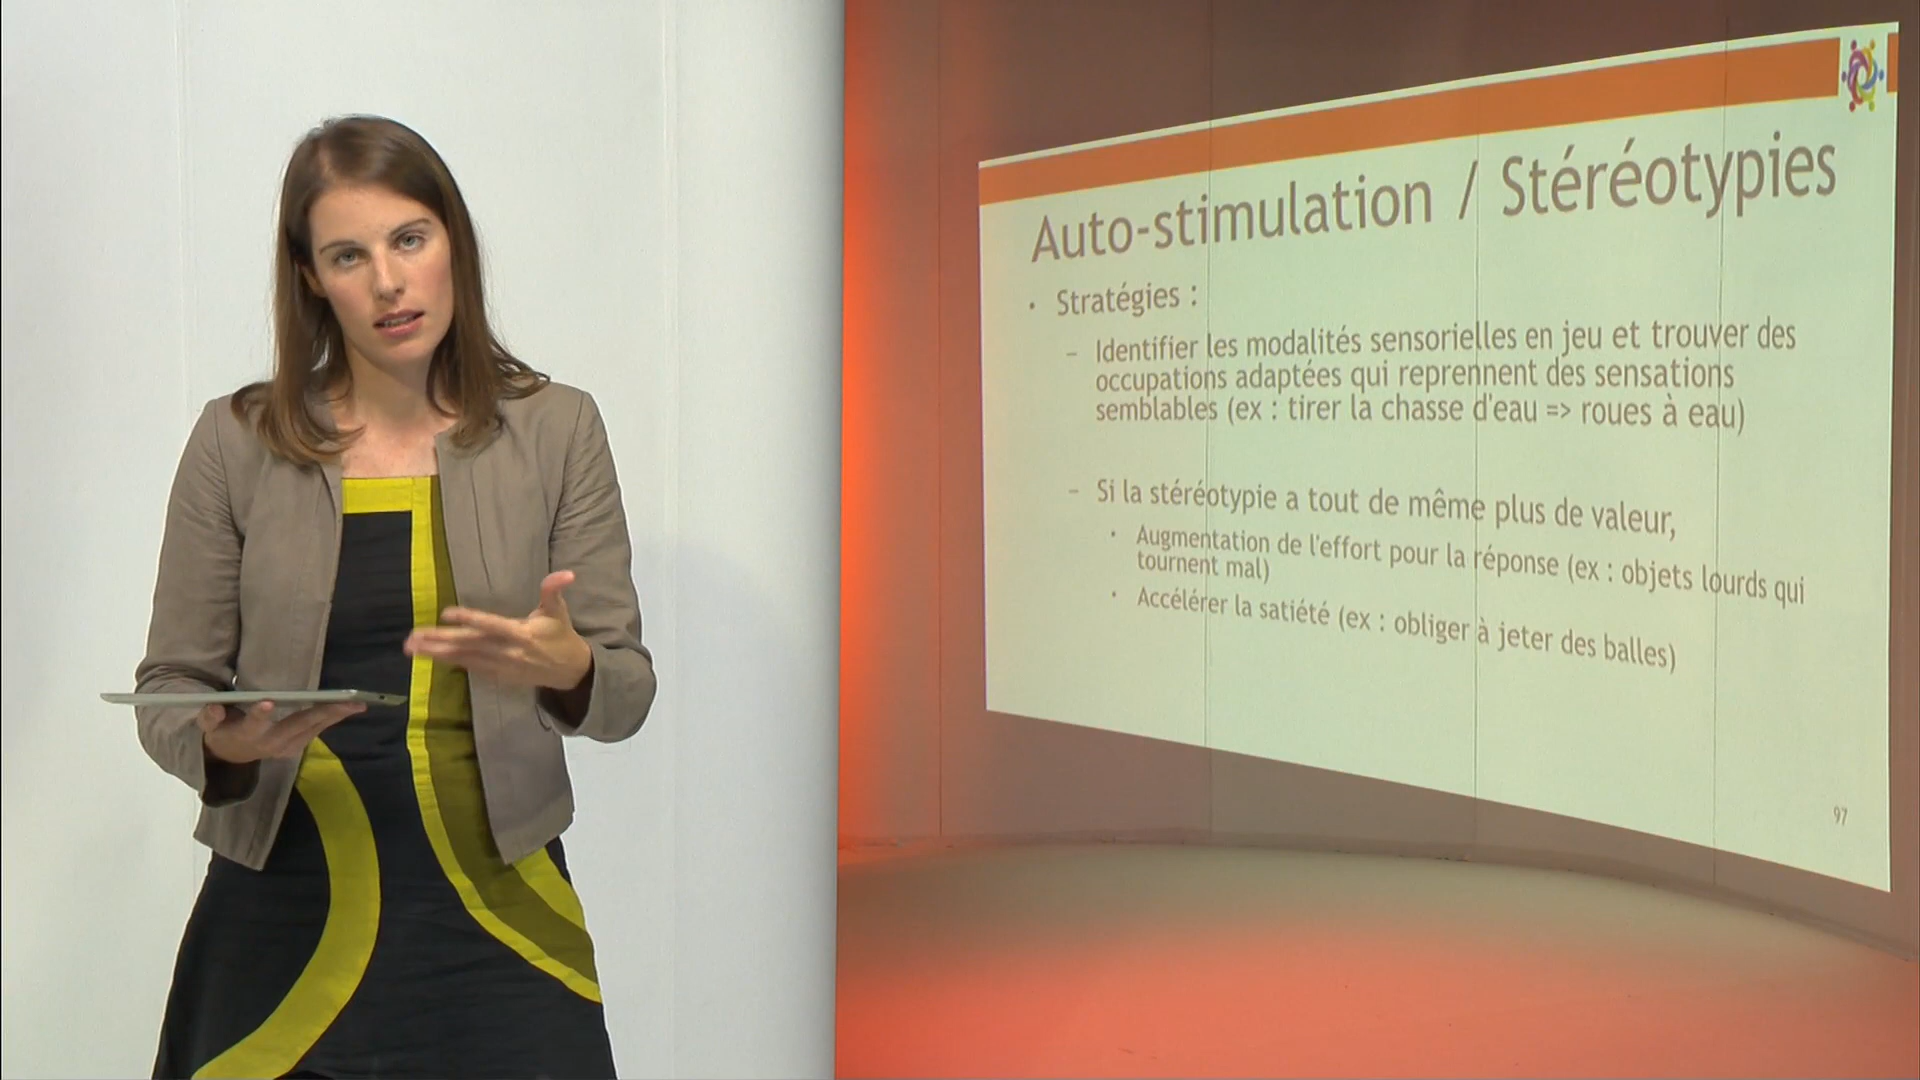 Auto-stimulation / Stéréotypies
• Stratégies :
– Identifier les modalités sensorielles en jeu et trouver des
occupations adaptées qui reprennent des sensations
semblables (ex : tirer la chasse d'eau => roues à eau)
– Si la stéréotypie a tout de même plus de valeur,
• Augmentation de l'effort pour la réponse (ex : objets lourds qui
tournent mal)
• Accélérer la satiété (ex : obliger à jeter des balles)
97